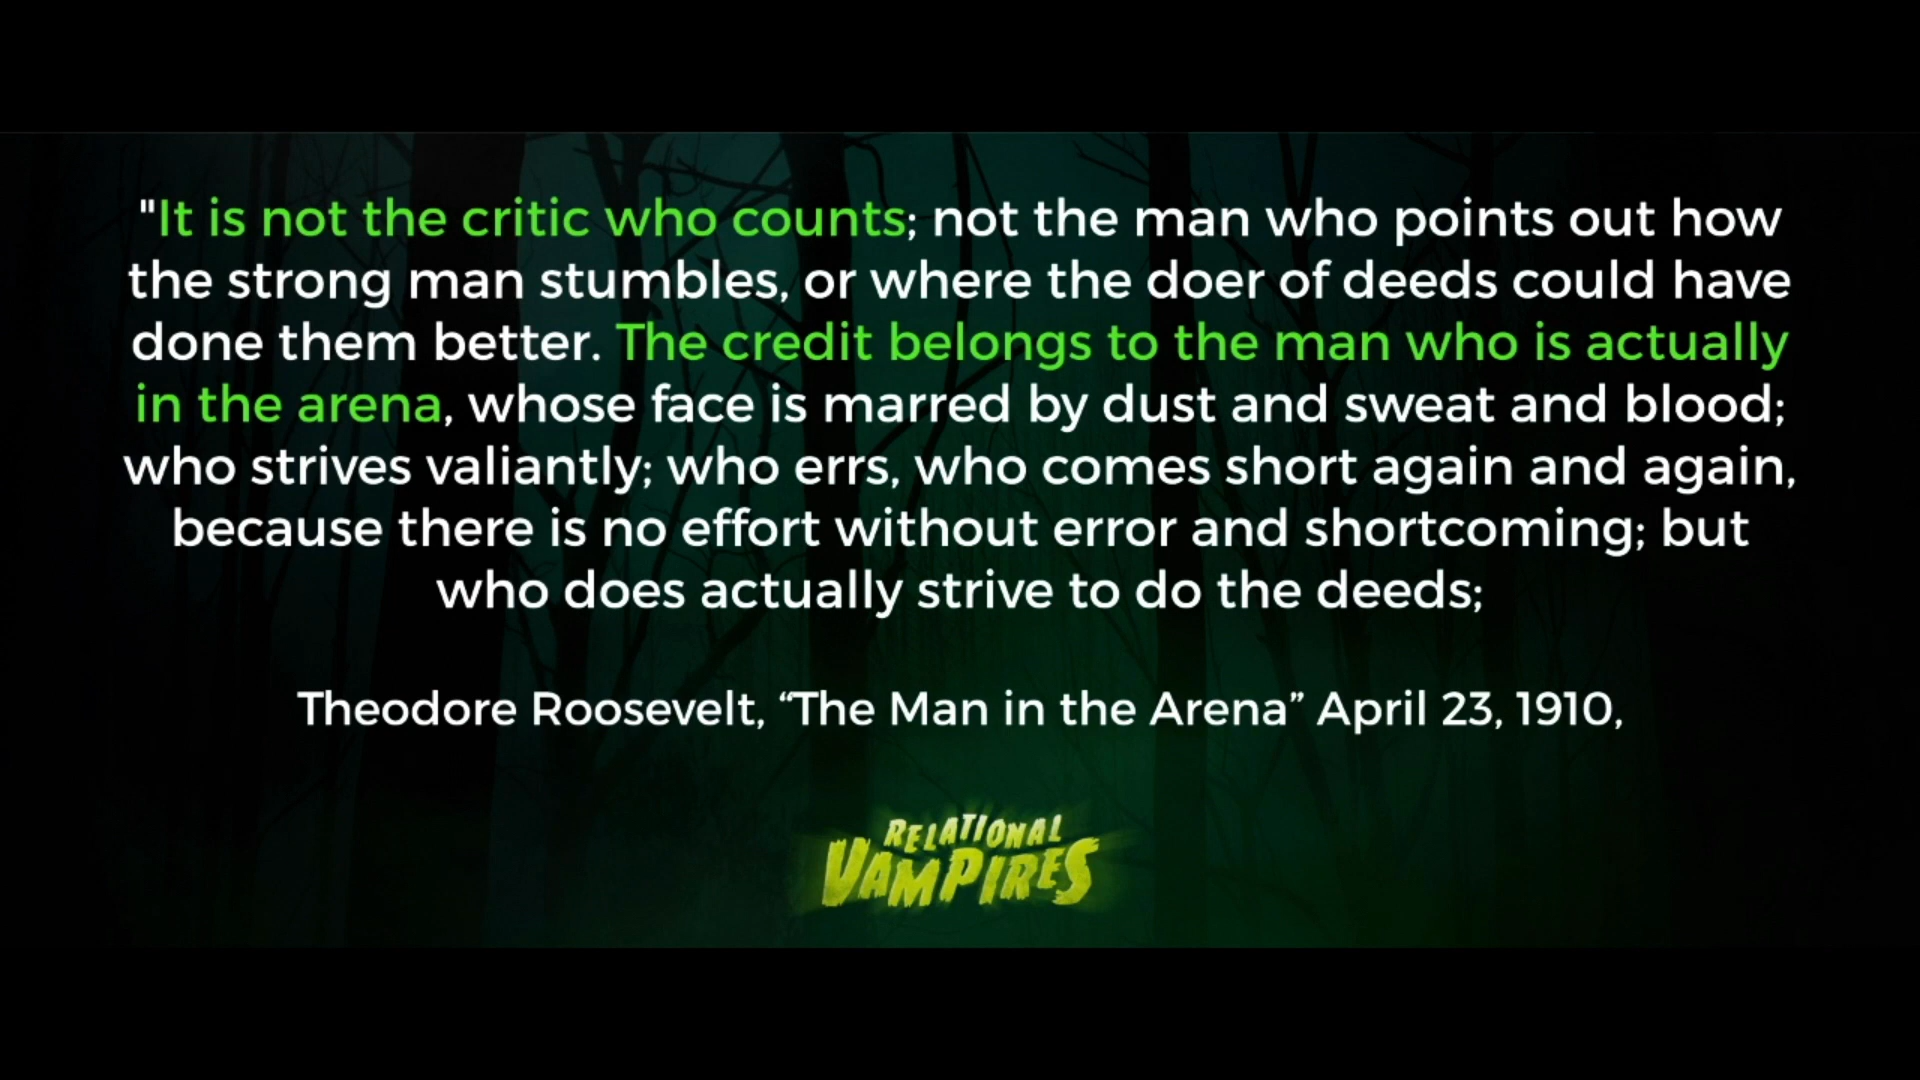 "It is not the critic who counts; not the man who points out how
the strong man stumbles, or where the doer of deeds could have
done them better. The credit belongs to the man who is actually
in the arena, whose face is marred by dust and sweat and blood;
who strives valiantly; who errs, who comes short again and again,
because there is no effort without error and shortcoming; but
who does actually strive to do the deeds;
Theodore Roosevelt, “The Man in the Arena” April 23, 1910,
RELATIONAL
VAMPIRES